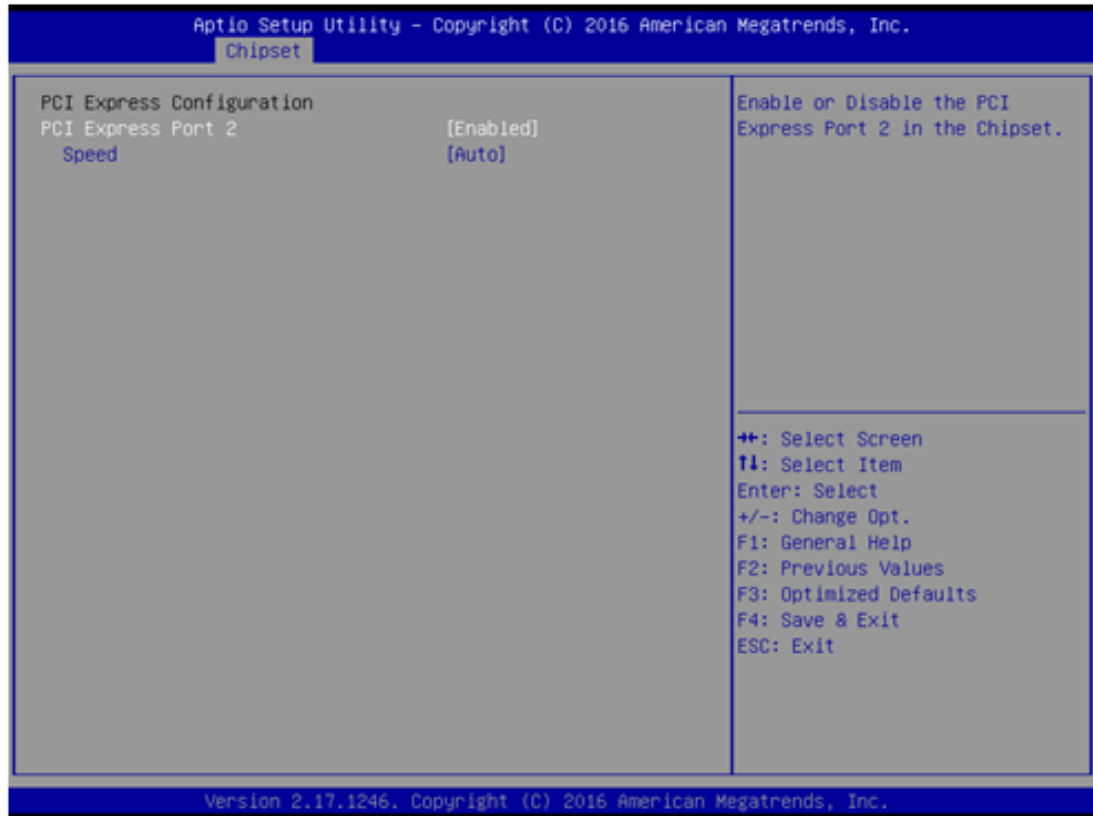 Aptio Setup Utility – Copyright (C) 2016 American Megatrends, Inc.
Chipset
PCI Express Configuration
PCI Express Port 2 [Enabled]
Speed [Auto]
Enable or Disable the PCI
Express Port 2 in the Chipset.
→←: Select Screen
↑↓: Select Item
Enter: Select
+/-: Change Opt.
F1: General Help
F2: Previous Values
F3: Optimized Defaults
F4: Save & Exit
ESC: Exit
Version 2.17.1246. Copyright (C) 2016 American Megatrends, Inc.